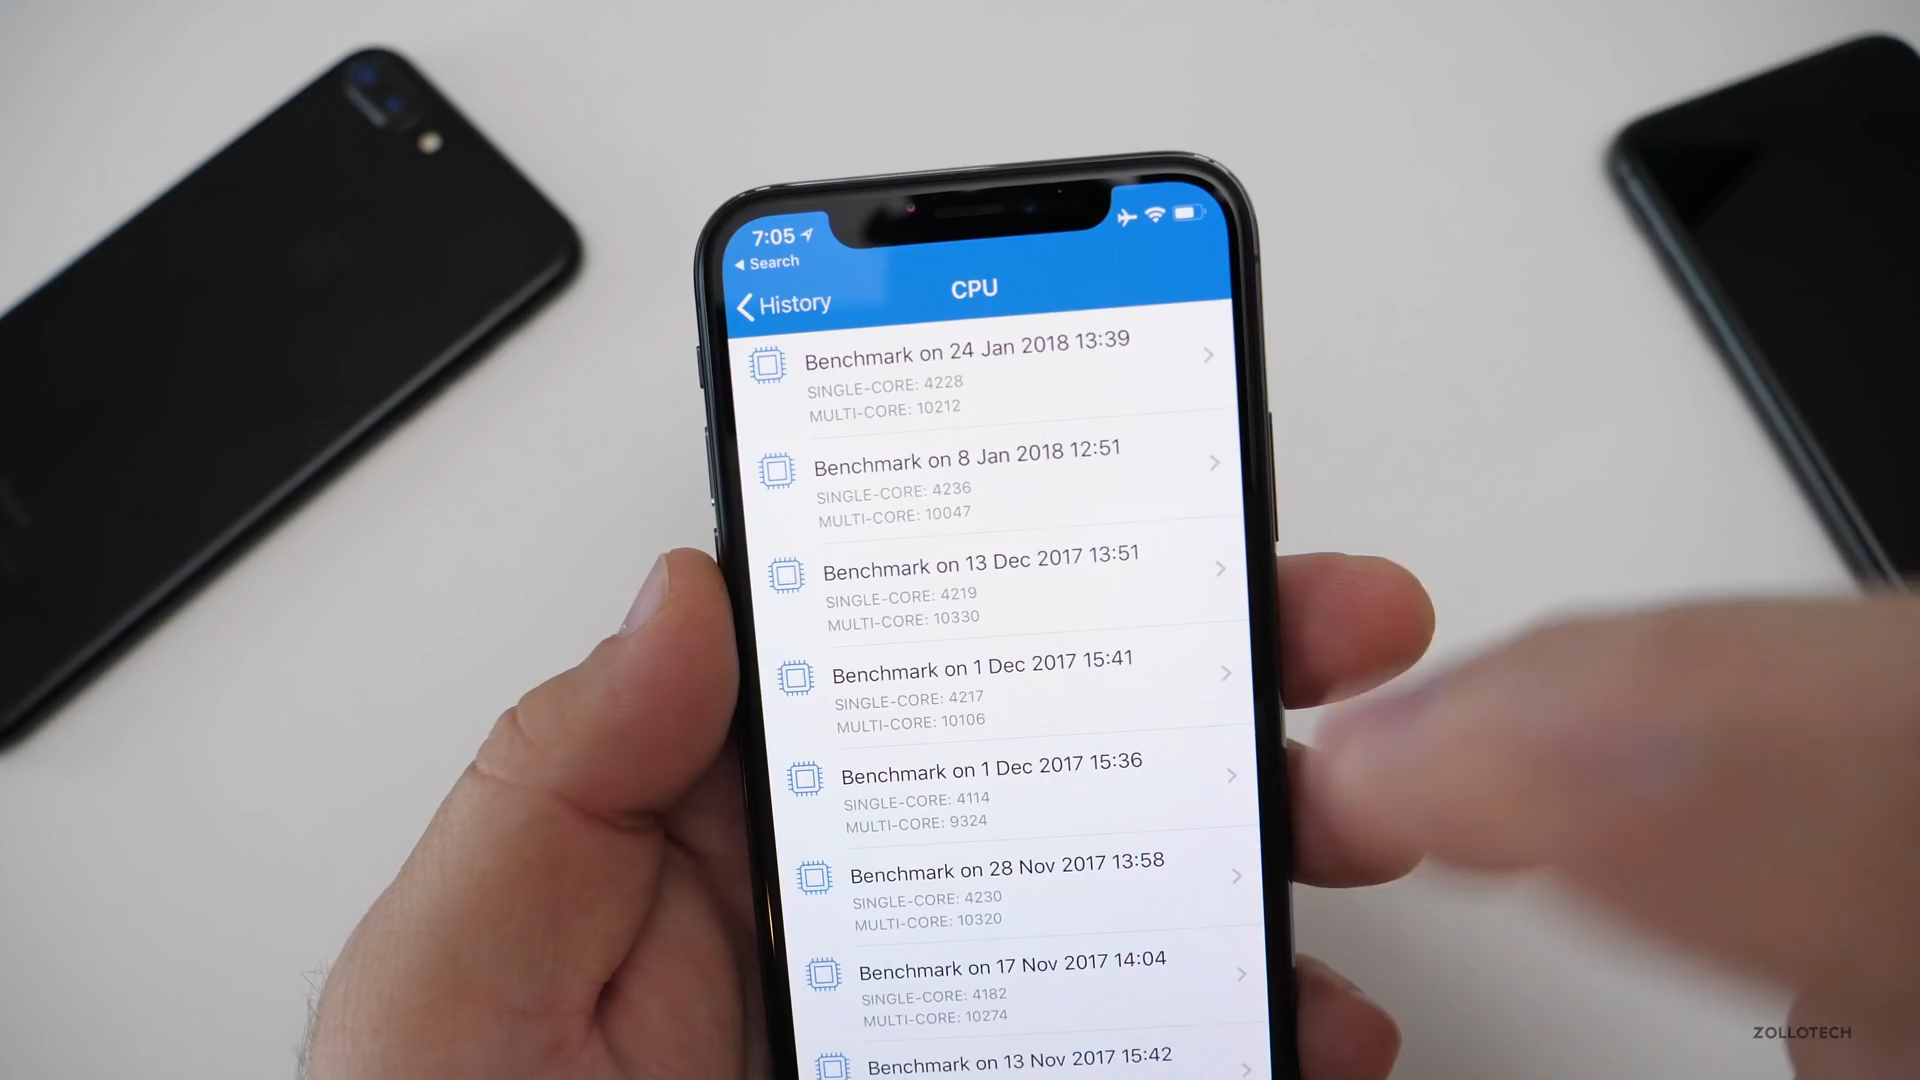 7:05
Search
History
CPU
Benchmark on 24 Jan 2018 13:39
SINGLE-CORE: 4228
MULTI-CORE: 10212
Benchmark on 8 Jan 2018 12:51
SINGLE-CORE: 4236
MULTI-CORE: 10047
Benchmark on 13 Dec 2017 13:51
SINGLE-CORE: 4219
MULTI-CORE: 10330
Benchmark on 1 Dec 2017 15:41
SINGLE-CORE: 4217
MULTI-CORE: 10106
Benchmark on 1 Dec 2017 15:36
SINGLE-CORE: 4114
MULTI-CORE: 9324
Benchmark on 28 Nov 2017 13:58
SINGLE-CORE: 4230
MULTI-CORE: 10320
Benchmark on 17 Nov 2017 14:04
SINGLE-CORE: 4182
MULTI-CORE: 10274
Benchmark on 13 Nov 2017 15:42
ZOLLOTECH